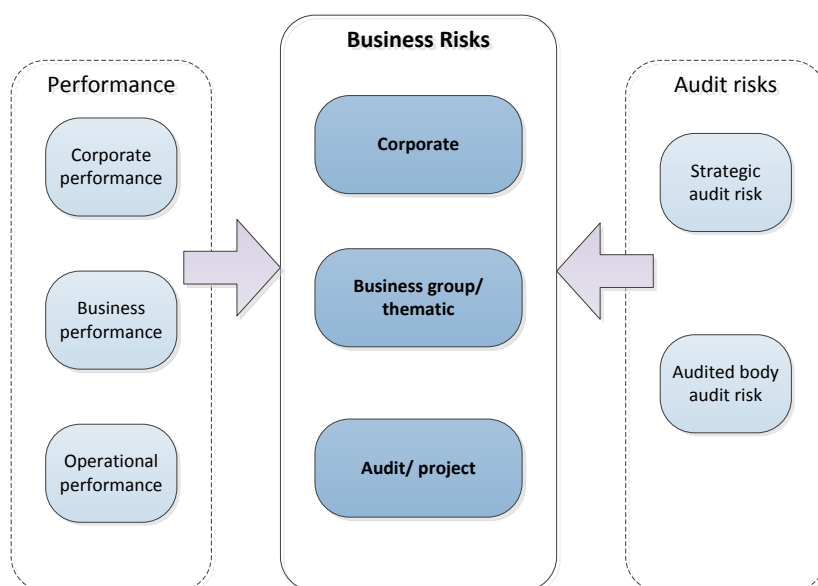 Performance
Corporate
performance
Business
performance
Operational
performance
Business Risks
Corporate
Business group/
thematic
Audit/ project
Audit risks
Strategic
audit risk
Audited body
audit risk